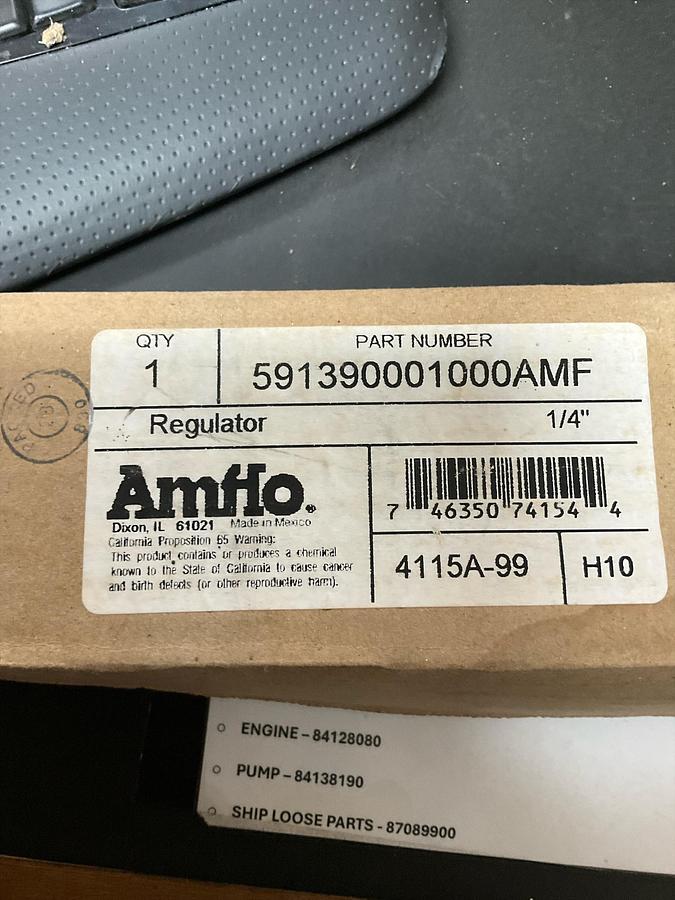 QTY
1
PART NUMBER
591390001000AMF
Regulator
1/4"
Amflo®
Dixon, IL 61021 Made in Mexico
California Proposition 65 Warning:
This product contains or produces a chemical
known to the State of California to cause cancer
and birth defects (or other reproductive harm).
7 46350 74154 4
4115A-99
H10
PACKED
ENGINE – 84128080
PUMP – 84138190
SHIP LOOSE PARTS - 87089900